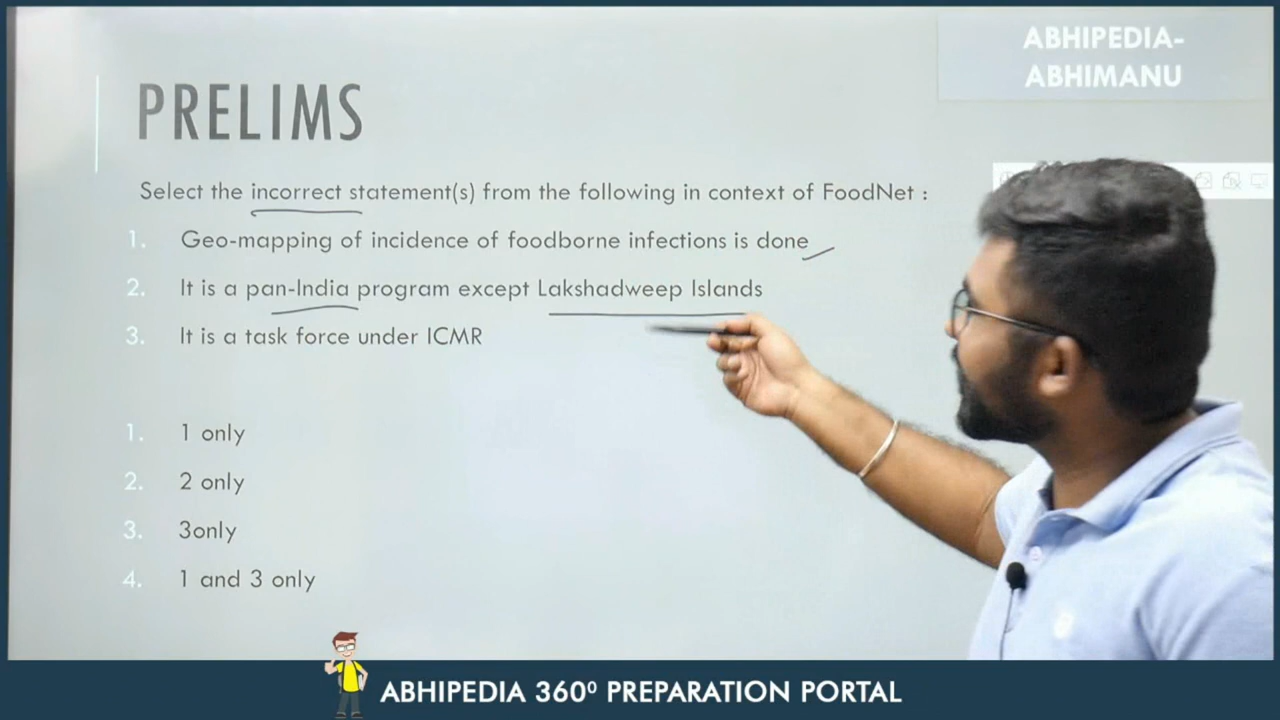 ABHIPEDIA-
ABHIMANU
PRELIMS
Select the incorrect statement(s) from the following in context of FoodNet :
1. Geo-mapping of incidence of foodborne infections is done
2. It is a pan-India program except Lakshadweep Islands
3. It is a task force under ICMR
1. 1 only
2. 2 only
3. 3only
4. 1 and 3 only
ABHIPEDIA 360⁰ PREPARATION PORTAL